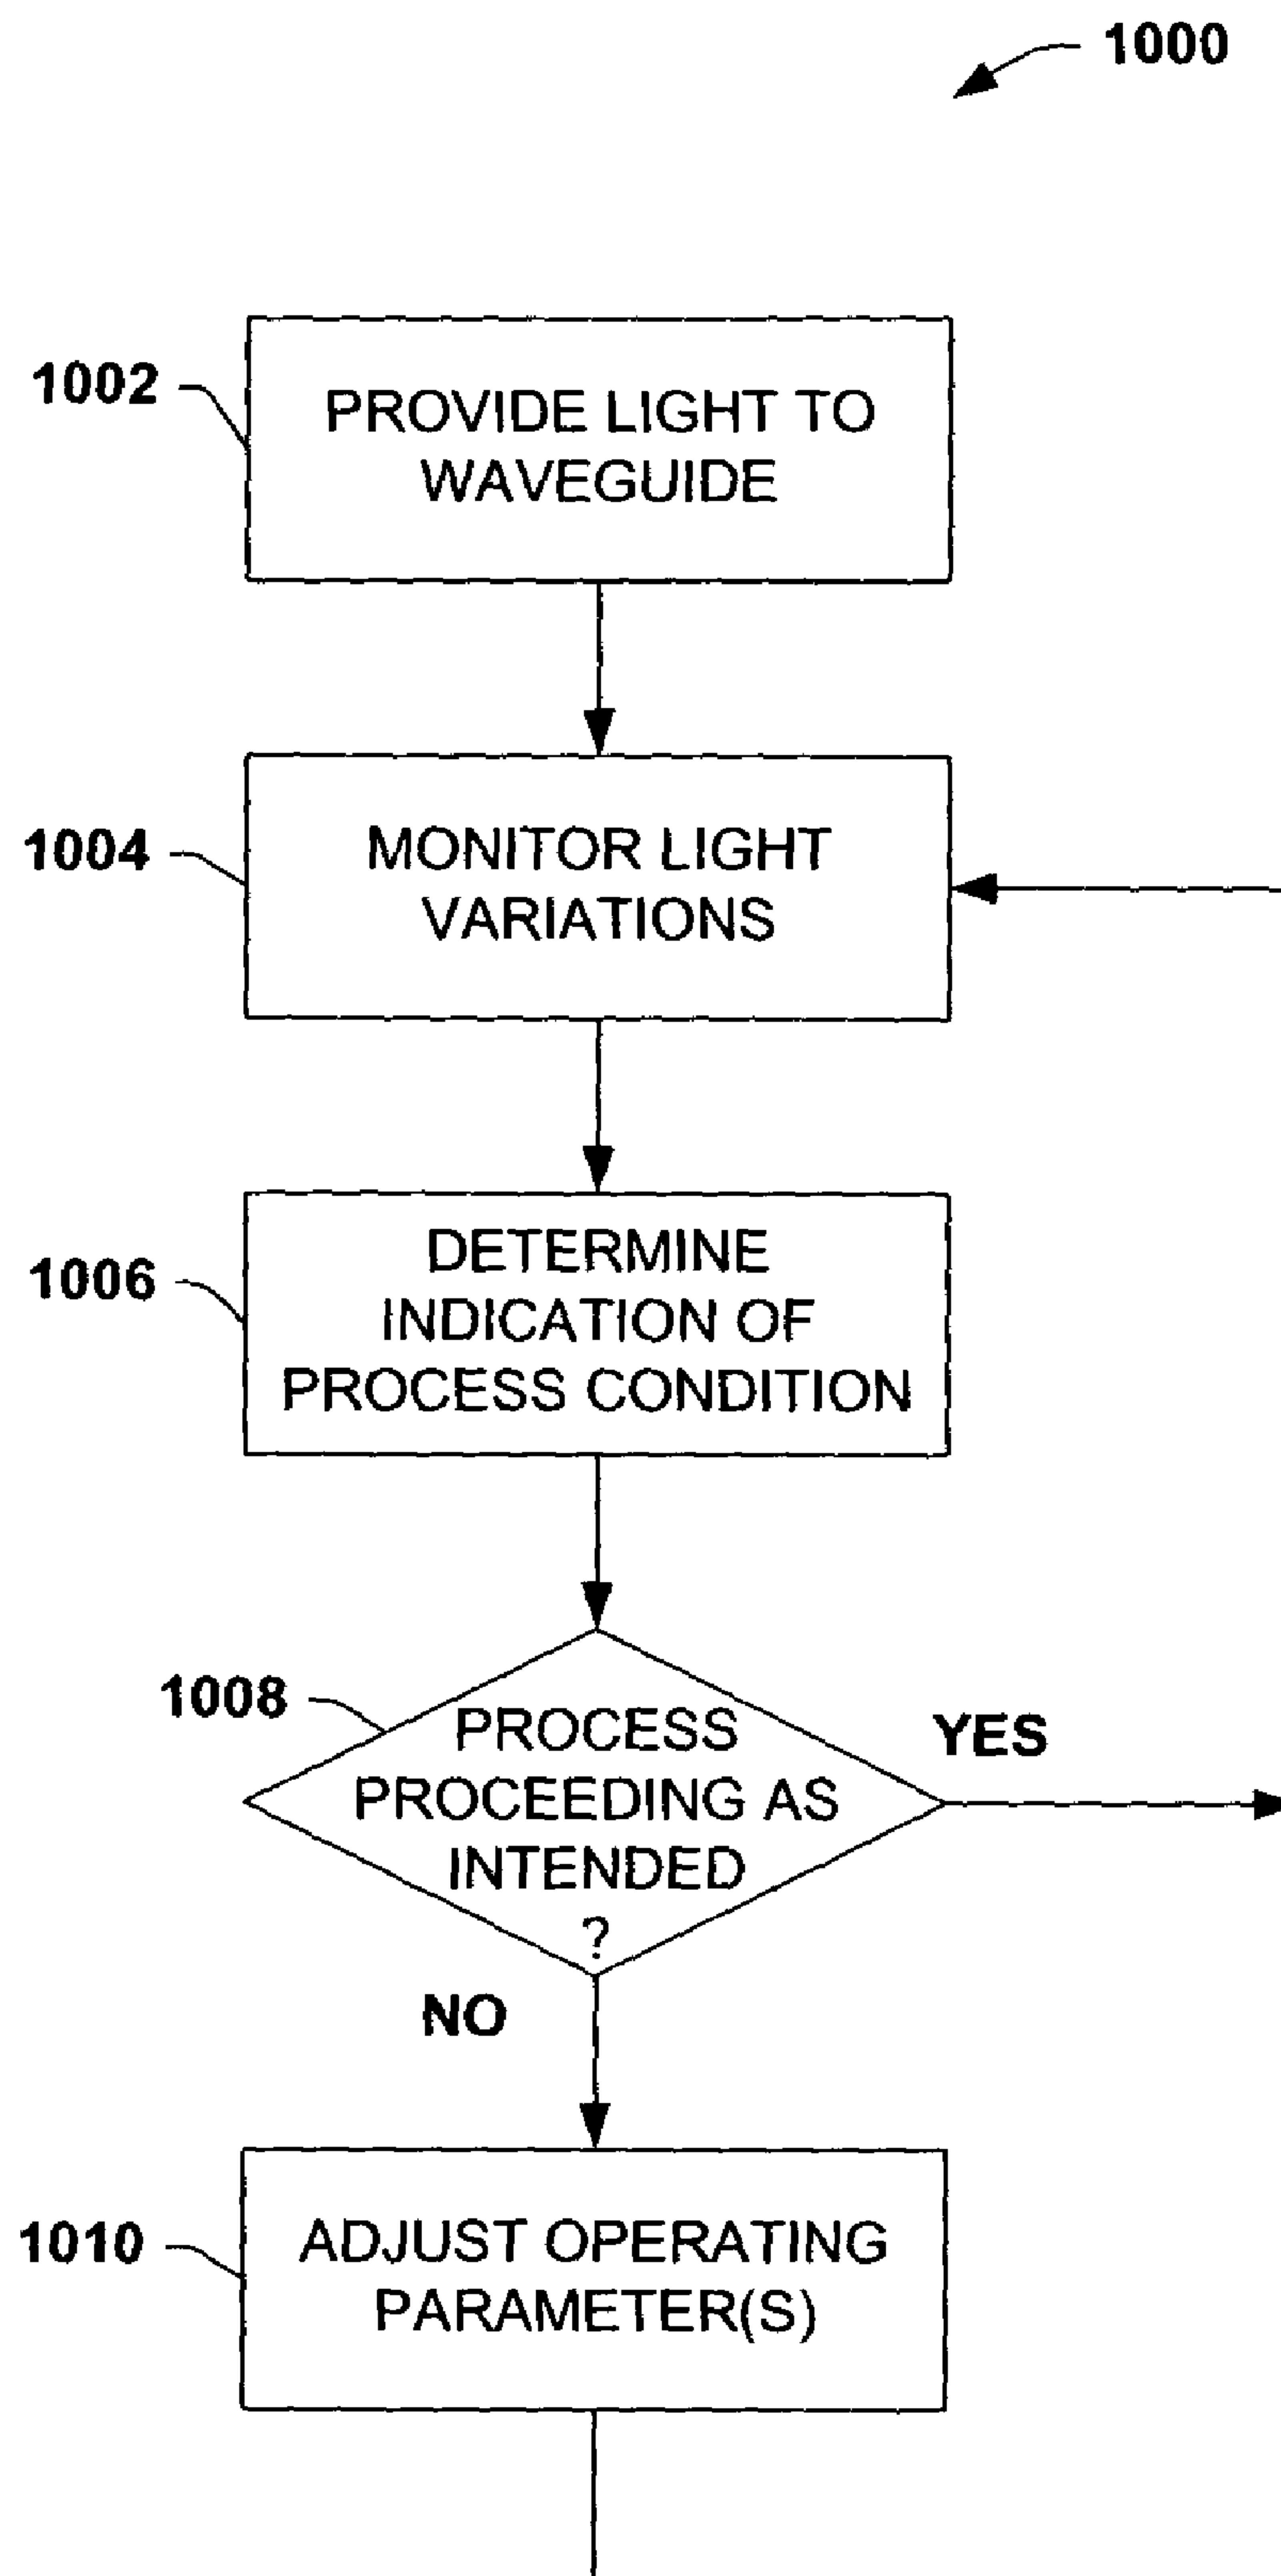 1000
1002
PROVIDE LIGHT TO
WAVEGUIDE
1004
MONITOR LIGHT
VARIATIONS
1006
DETERMINE
INDICATION OF
PROCESS CONDITION
1008
PROCESS
PROCEEDING AS
INTENDED
?
YES
NO
1010
ADJUST OPERATING
PARAMETER(S)